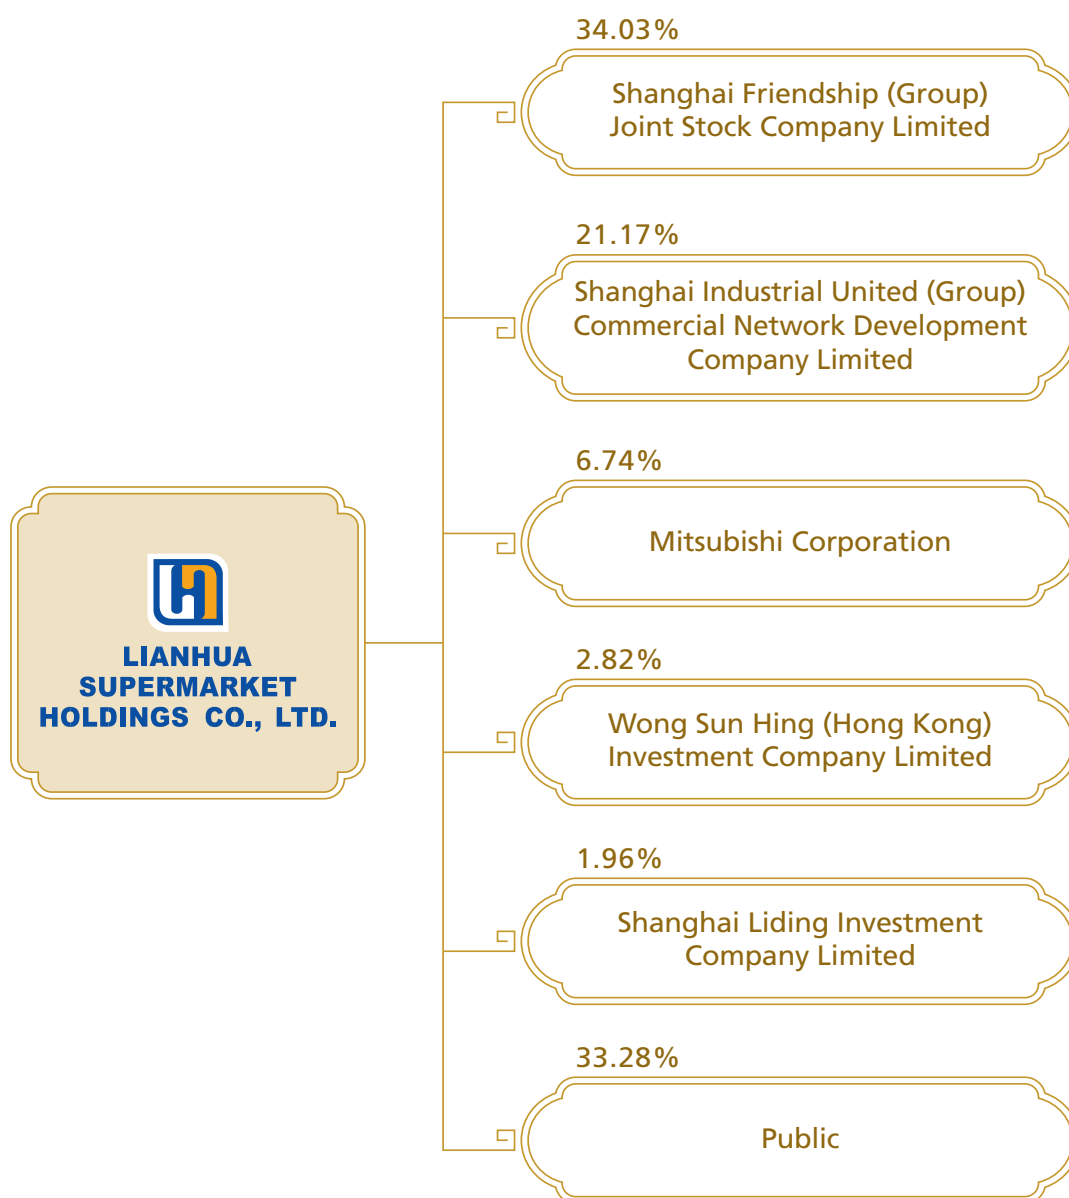 34.03%
Shanghai Friendship (Group)
Joint Stock Company Limited
21.17%
Shanghai Industrial United (Group)
Commercial Network Development
Company Limited
6.74%
Mitsubishi Corporation
LIANHUA
SUPERMARKET
HOLDINGS CO., LTD.
2.82%
Wong Sun Hing (Hong Kong)
Investment Company Limited
1.96%
Shanghai Liding Investment
Company Limited
33.28%
Public